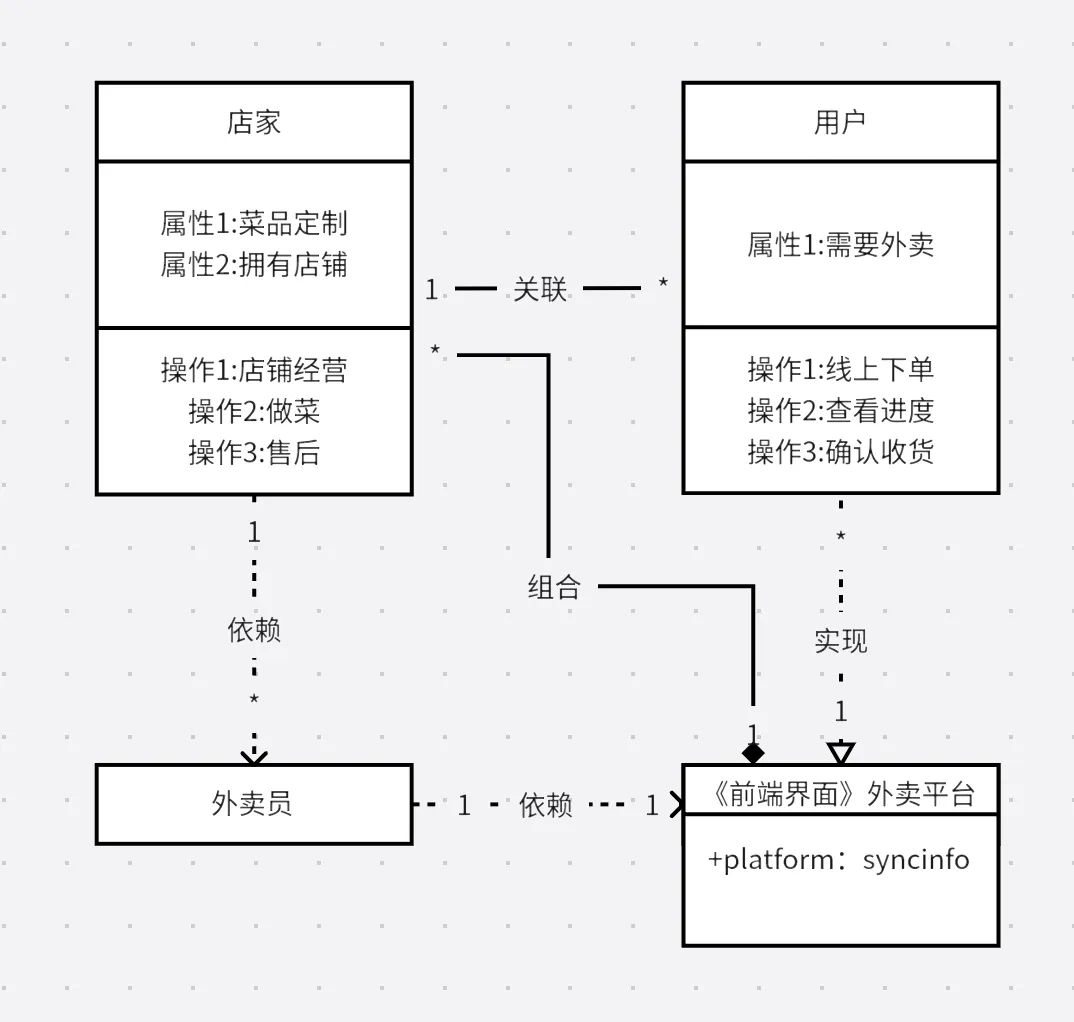 店家
属性1:菜品定制
属性2:拥有店铺
操作1:店铺经营
操作2:做菜
操作3:售后
用户
属性1:需要外卖
操作1:线上下单
操作2:查看进度
操作3:确认收货
1 关联 *
*
组合
1
1
依赖
*
*
实现
1
外卖员
1 依赖 1
《前端界面》外卖平台
+platform：syncinfo